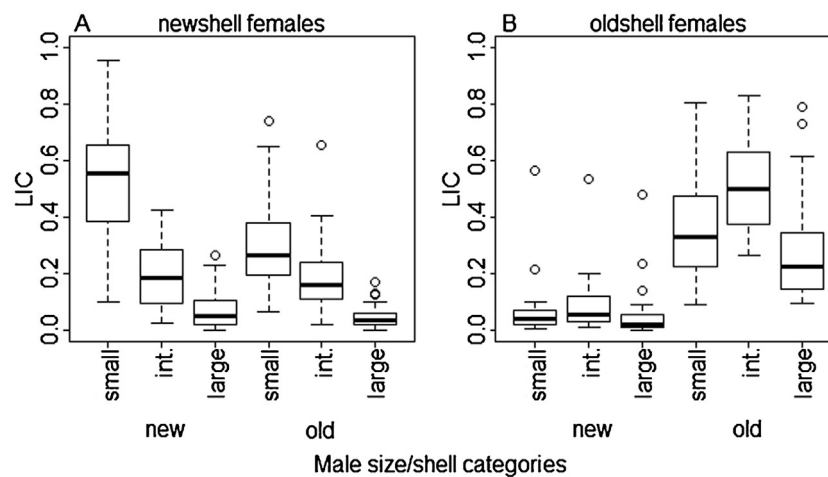 A newshell females
LIC
0.0 0.2 0.4 0.6 0.8 1.0
small int. large small int. large
new old
B oldshell females
LIC
0.0 0.2 0.4 0.6 0.8 1.0
small int. large small int. large
new old
Male size/shell categories